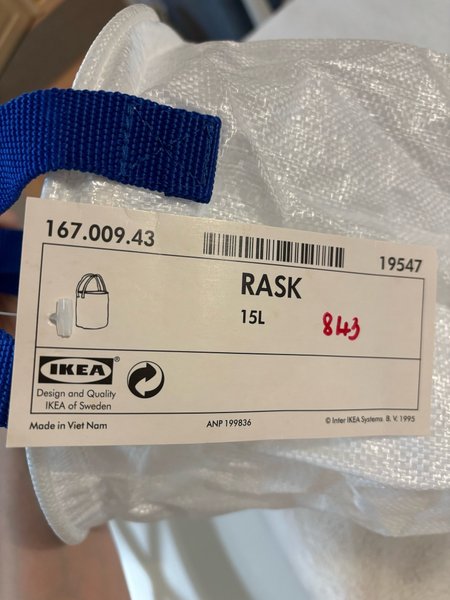 167.009.43
19547
RASK
15L
843
IKEA®
Design and Quality
IKEA of Sweden
Made in Viet Nam
ANP 199836
© Inter IKEA Systems. B. V. 1995